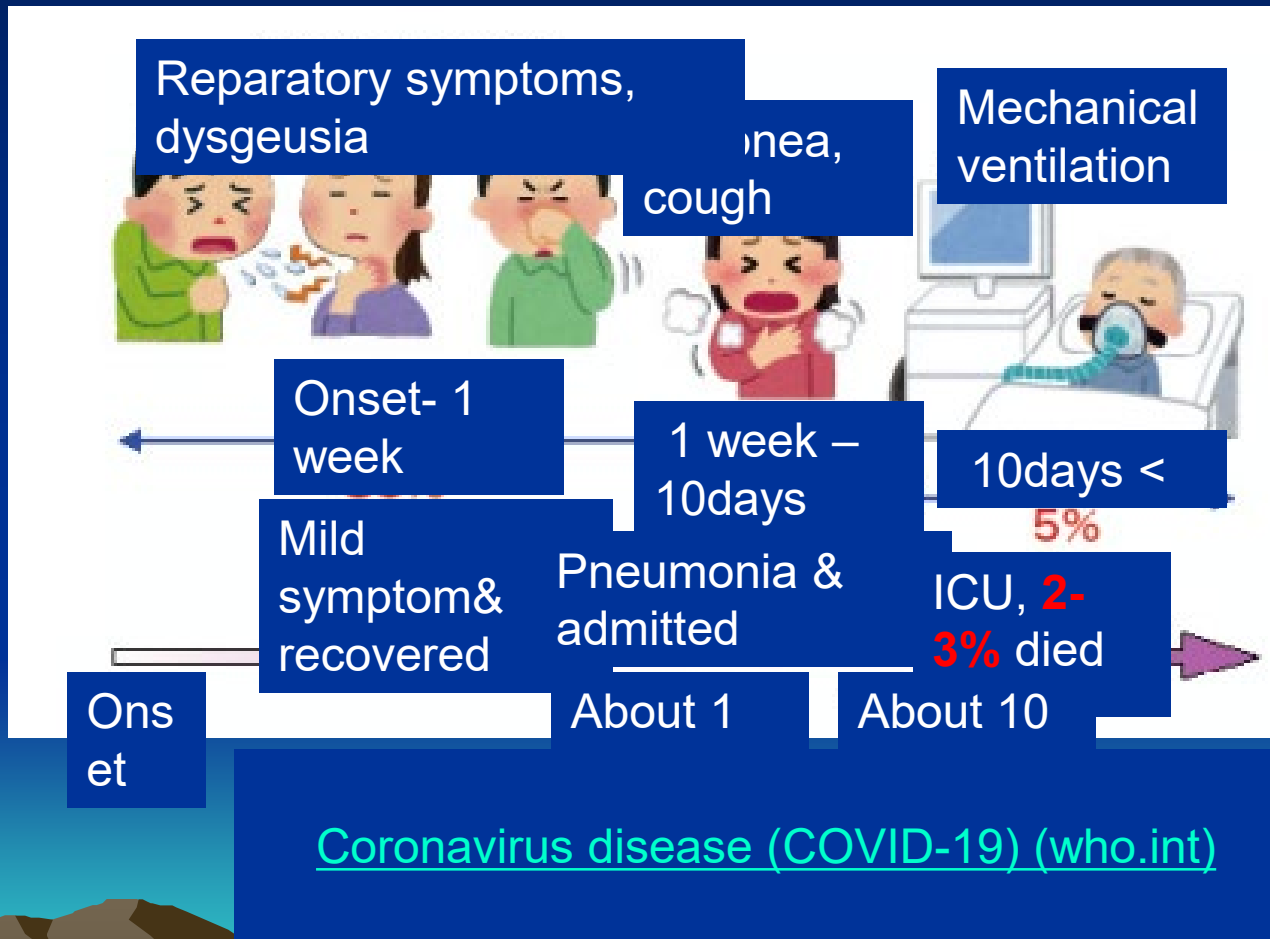 Reparatory symptoms,
dysgeusia
cough
Mechanical
ventilation
Onset- 1
week
1 week –
10days
10days <
5%
Mild
symptom&
recovered
Pneumonia &
admitted
ICU, 2-
3% died
Ons
et
About 1
About 10
Coronavirus disease (COVID-19) (who.int)